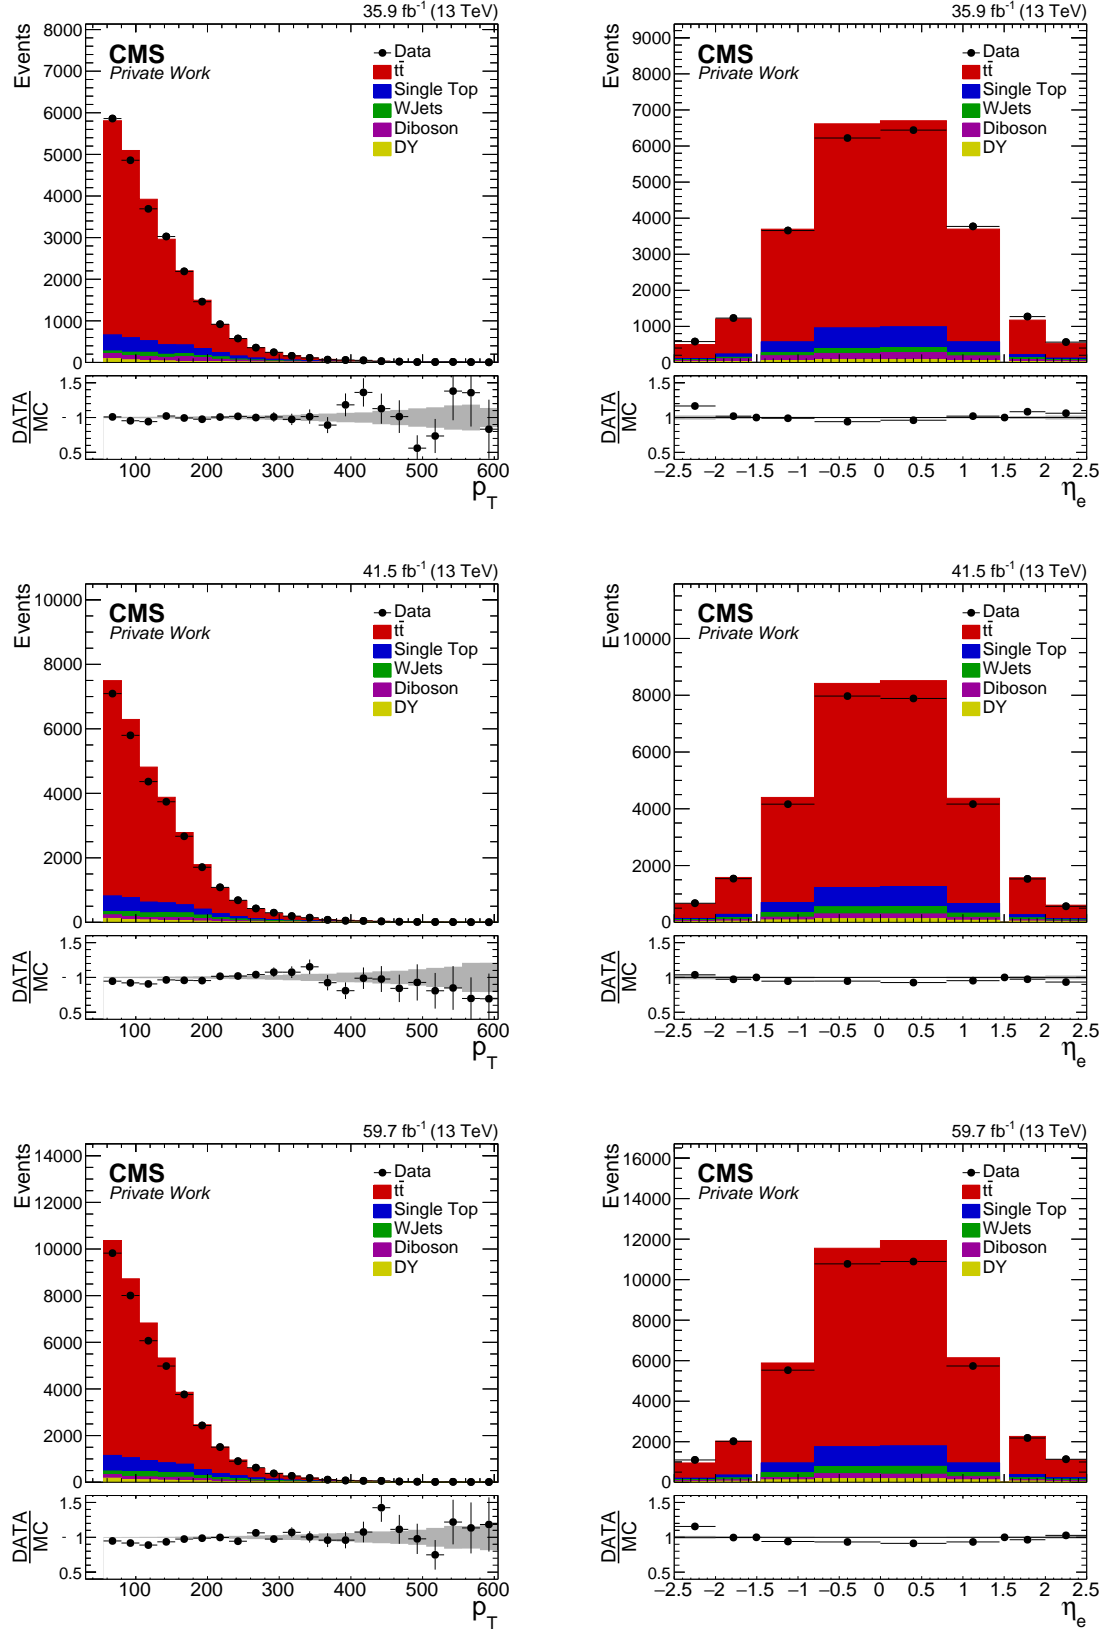 35.9 fb⁻¹ (13 TeV)
Events
8000
7000
6000
5000
4000
3000
2000
1000
0
CMS
Private Work
Data
tt̄
Single Top
WJets
Diboson
DY
DATA
MC
1.5
1
0.5
100 200 300 400 500 600
p_T
35.9 fb⁻¹ (13 TeV)
Events
9000
8000
7000
6000
5000
4000
3000
2000
1000
0
CMS
Private Work
Data
tt̄
Single Top
WJets
Diboson
DY
DATA
MC
1.5
1
0.5
−2.5 −2 −1.5 −1 −0.5 0 0.5 1 1.5 2 2.5
η_e
41.5 fb⁻¹ (13 TeV)
Events
10000
8000
6000
4000
2000
0
CMS
Private Work
Data
tt̄
Single Top
WJets
Diboson
DY
DATA
MC
1.5
1
0.5
100 200 300 400 500 600
p_T
41.5 fb⁻¹ (13 TeV)
Events
10000
8000
6000
4000
2000
0
CMS
Private Work
Data
tt̄
Single Top
WJets
Diboson
DY
DATA
MC
1.5
1
0.5
−2.5 −2 −1.5 −1 −0.5 0 0.5 1 1.5 2 2.5
η_e
59.7 fb⁻¹ (13 TeV)
Events
14000
12000
10000
8000
6000
4000
2000
0
CMS
Private Work
Data
tt̄
Single Top
WJets
Diboson
DY
DATA
MC
1.5
1
0.5
100 200 300 400 500 600
p_T
59.7 fb⁻¹ (13 TeV)
Events
16000
14000
12000
10000
8000
6000
4000
2000
0
CMS
Private Work
Data
tt̄
Single Top
WJets
Diboson
DY
DATA
MC
1.5
1
0.5
−2.5 −2 −1.5 −1 −0.5 0 0.5 1 1.5 2 2.5
η_e